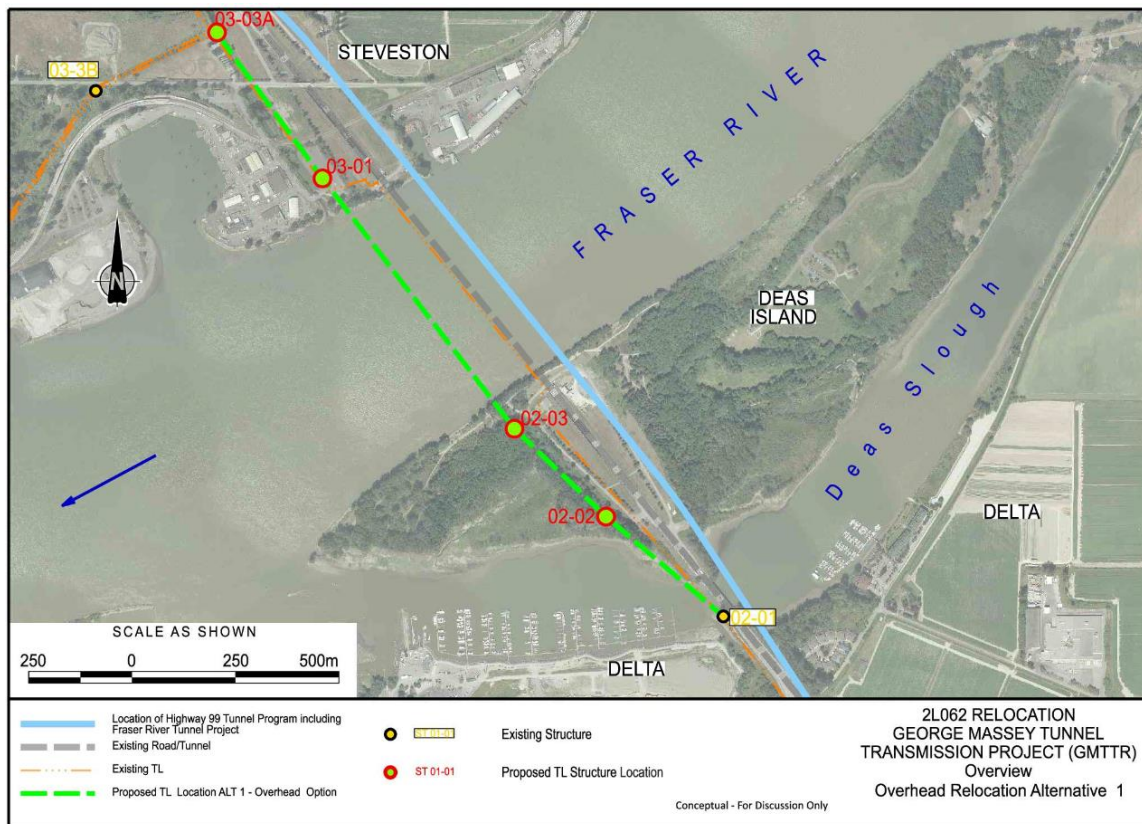 03-03A
STEVESTON
03-3B
03-01
FRASER RIVER
N
DEAS
ISLAND
Deas Slough
02-03
02-02
DELTA
02-01
DELTA
SCALE AS SHOWN
250 0 250 500m
Location of Highway 99 Tunnel Program including
Fraser River Tunnel Project
Existing Road/Tunnel
Existing TL
Proposed TL Location ALT 1 - Overhead Option
ST 01-01 Existing Structure
ST 01-01 Proposed TL Structure Location
Conceptual - For Discussion Only
2L062 RELOCATION
GEORGE MASSEY TUNNEL
TRANSMISSION PROJECT (GMTTR)
Overview
Overhead Relocation Alternative 1